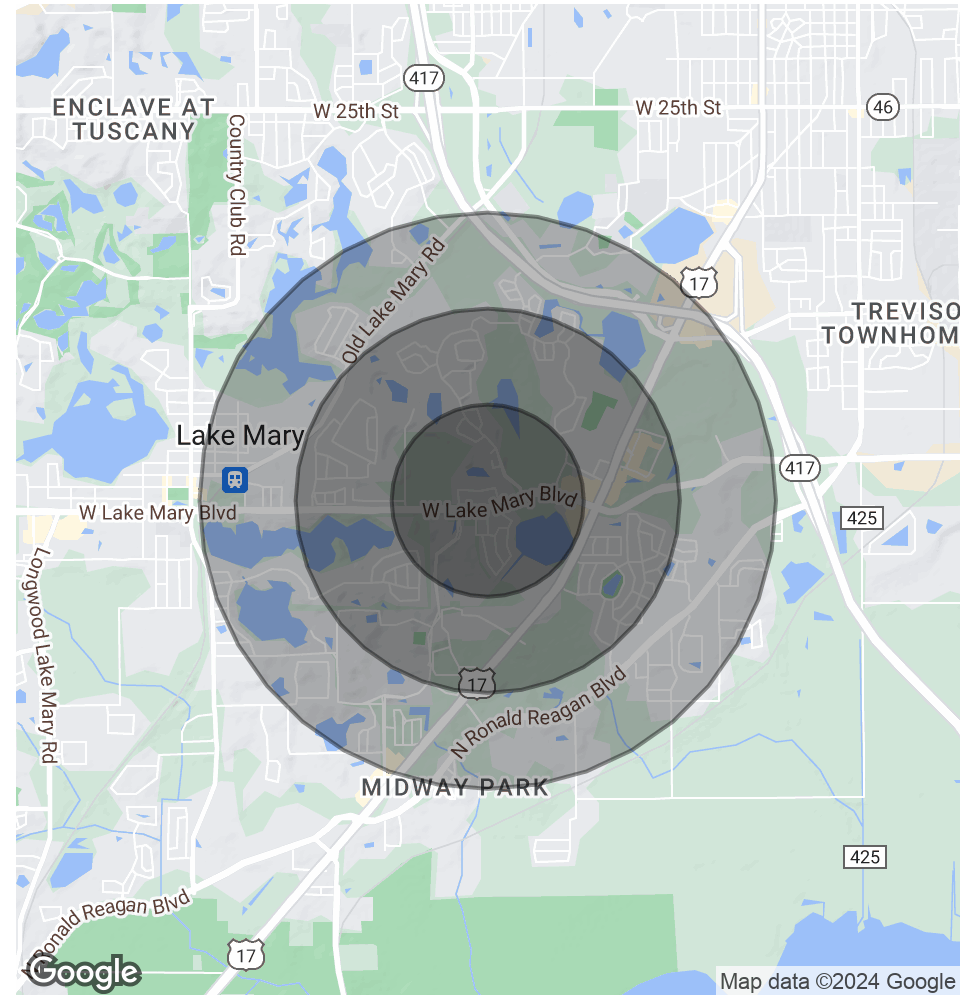 417
W 25th St
W 25th St
46
ENCLAVE AT
TUSCANY
Country Club Rd
Old Lake Mary Rd
17
TREVISO
TOWNHOM
Lake Mary
417
W Lake Mary Blvd
W Lake Mary Blvd
425
Longwood Lake Mary Rd
17
N Ronald Reagan Blvd
MIDWAY PARK
425
N Ronald Reagan Blvd
17
Google
Map data ©2024 Google